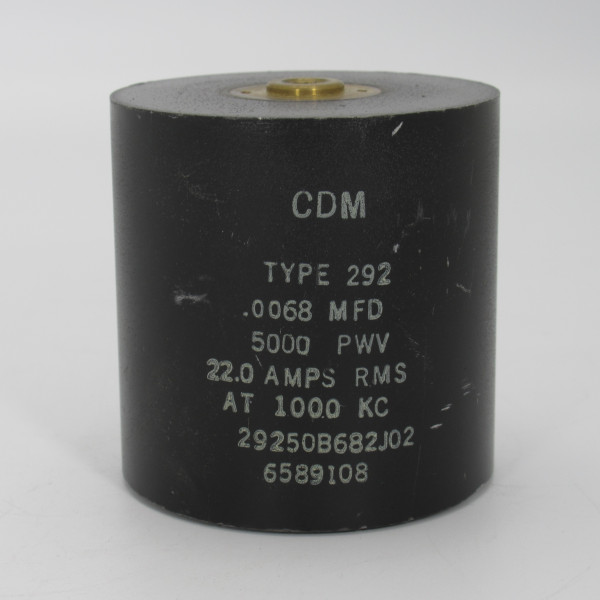 CDM
TYPE 292
.0068 MFD
5000 PWV
22.0 AMPS RMS
AT 1000 KC
29250B682J02
6589108